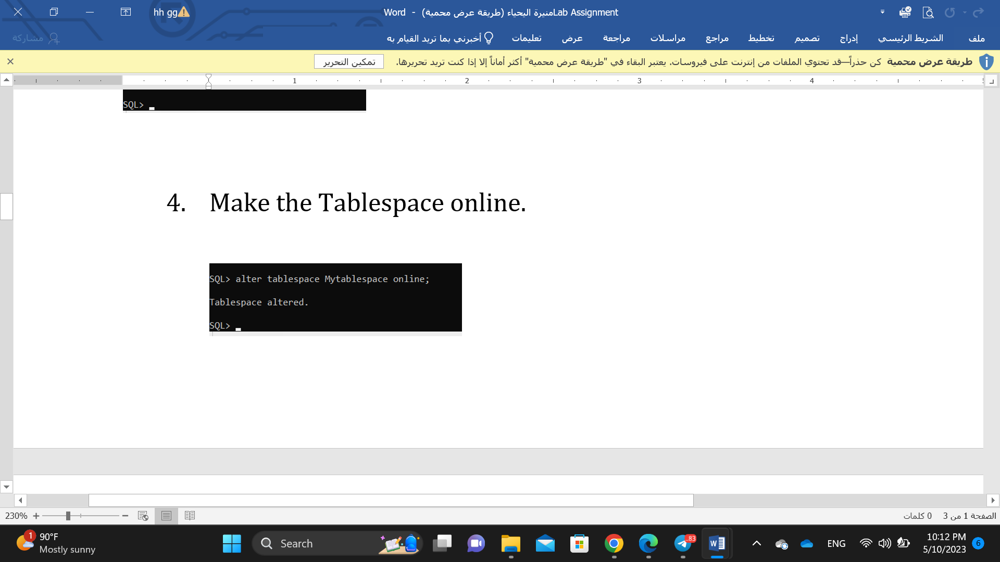 hh gg
منيرة اليحياء (طريقة عرض محمية)Lab Assignment - Word
ملف الشريط الرئيسي إدراج تصميم تخطيط مراجع مراسلات مراجعة عرض تعليمات أخبرني بما تريد القيام به مشاركة
طريقة عرض محمية كن حذراً—قد تحتوي الملفات من إنترنت على فيروسات. يعتبر البقاء في "طريقة عرض محمية" أكثر أماناً إلا إذا كنت تريد تحريرها. تمكين التحرير
1 2 3 4
SQL>
4. Make the Tablespace online.
SQL> alter tablespace Mytablespace online;
Tablespace altered.
SQL>
الصفحة 1 من 3 0 كلمات
230%
1
90°F
Mostly sunny
Search
..83
ENG
10:12 PM
5/10/2023
6